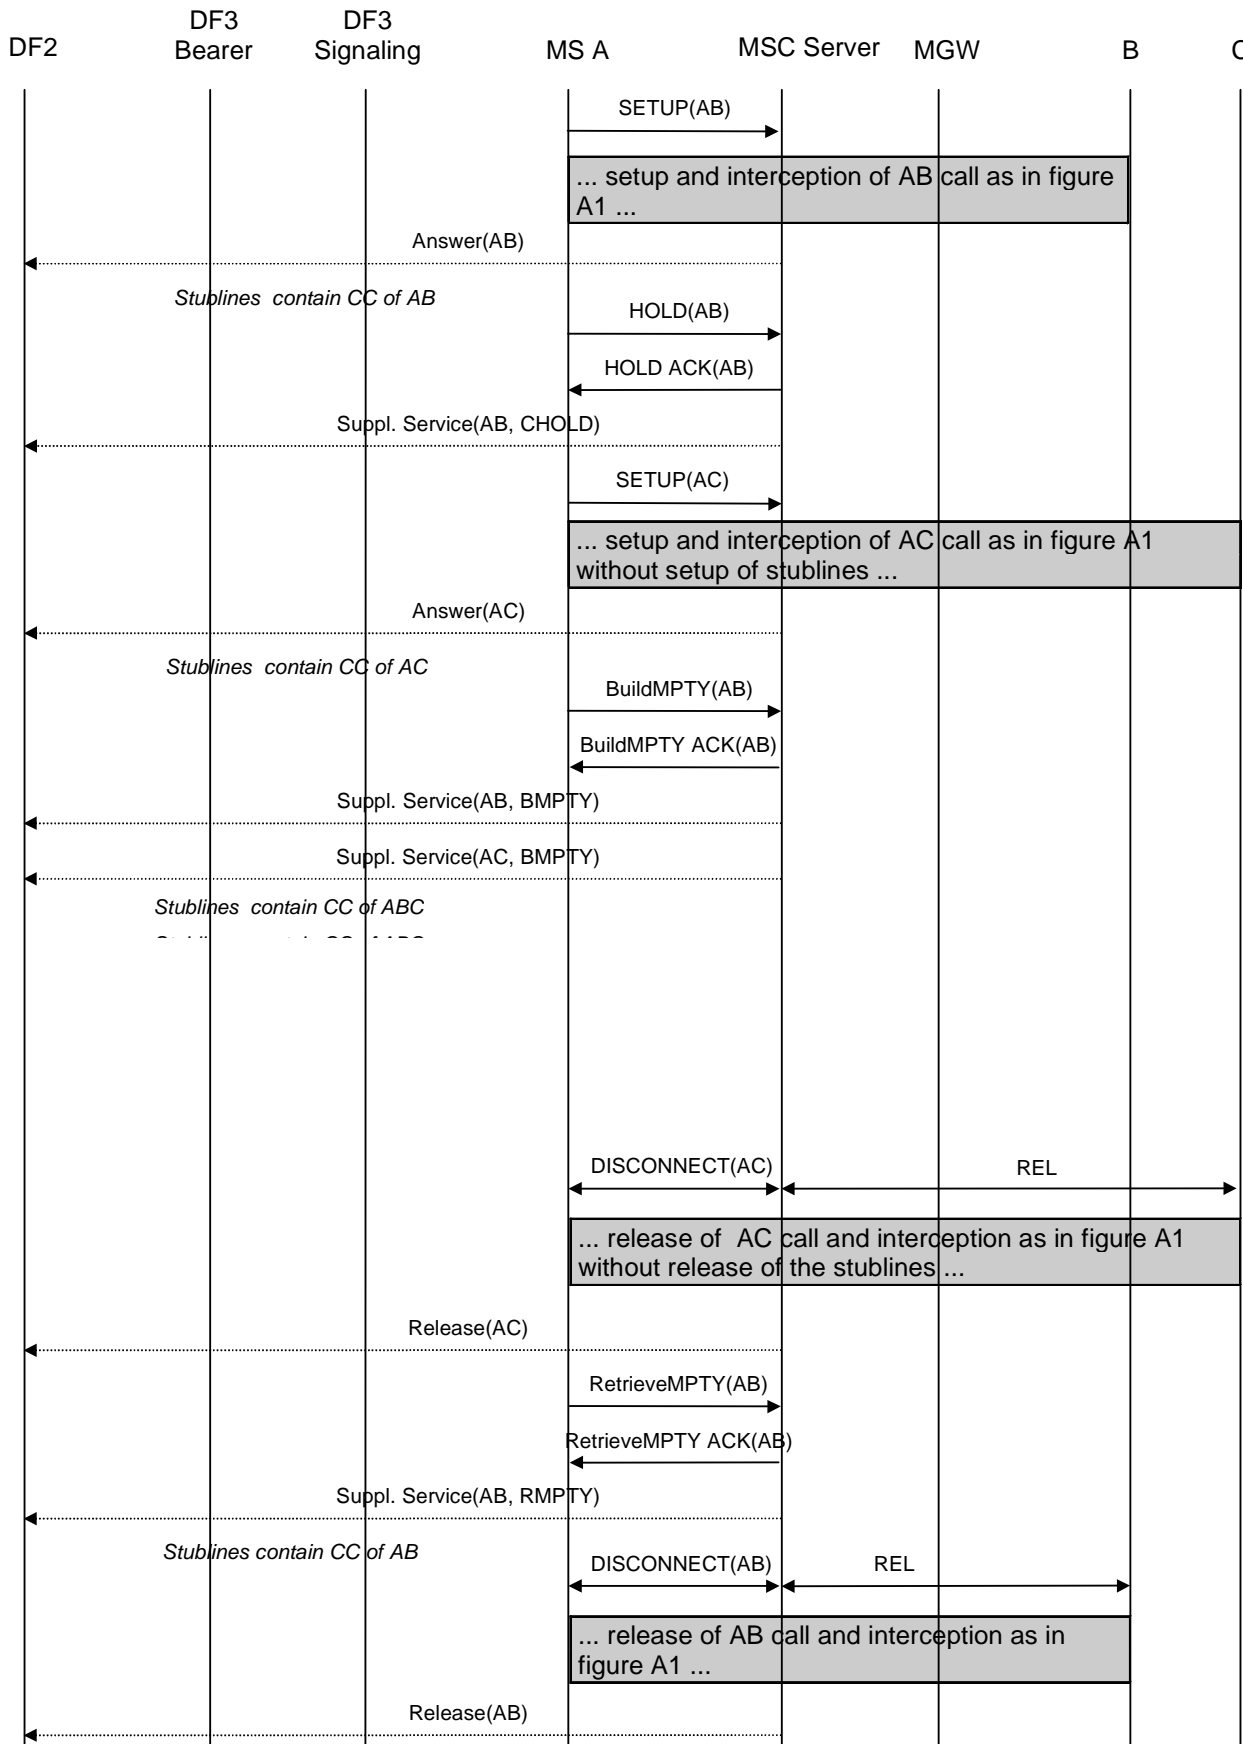 DF2
DF3
Bearer
DF3
Signaling
MS A
MSC Server
MGW
B
C
SETUP(AB)
... setup and interception of AB call as in figure
A1 ...
Answer(AB)
Stublines contain CC of AB
HOLD(AB)
HOLD ACK(AB)
Suppl. Service(AB, CHOLD)
SETUP(AC)
... setup and interception of AC call as in figure A1
without setup of stublines ...
Answer(AC)
Stublines contain CC of AC
BuildMPTY(AB)
BuildMPTY ACK(AB)
Suppl. Service(AB, BMPTY)
Suppl. Service(AC, BMPTY)
Stublines contain CC of ABC
DISCONNECT(AC)
REL
... release of AC call and interception as in figure A1
without release of the stublines ...
Release(AC)
RetrieveMPTY(AB)
RetrieveMPTY ACK(AB)
Suppl. Service(AB, RMPTY)
Stublines contain CC of AB
DISCONNECT(AB)
REL
... release of AB call and interception as in
figure A1 ...
Release(AB)